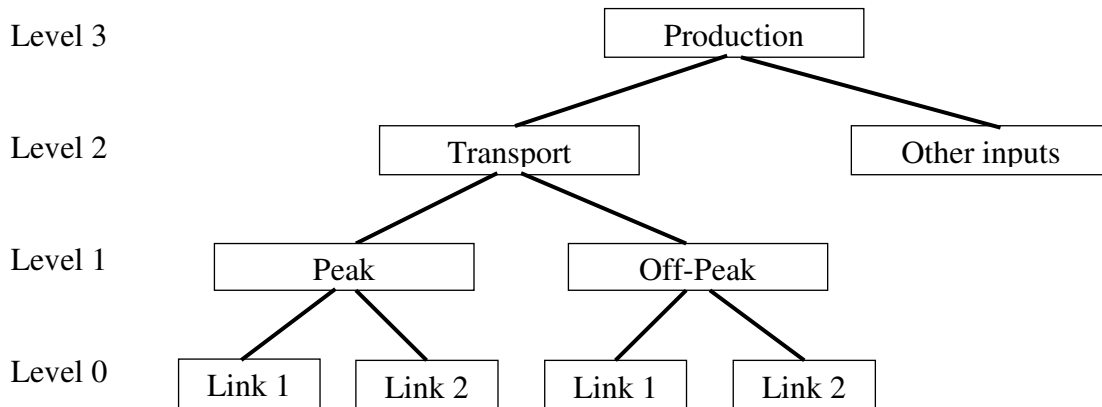 Level 3
Production
Level 2
Transport
Other inputs
Level 1
Peak
Off-Peak
Level 0
Link 1
Link 2
Link 1
Link 2